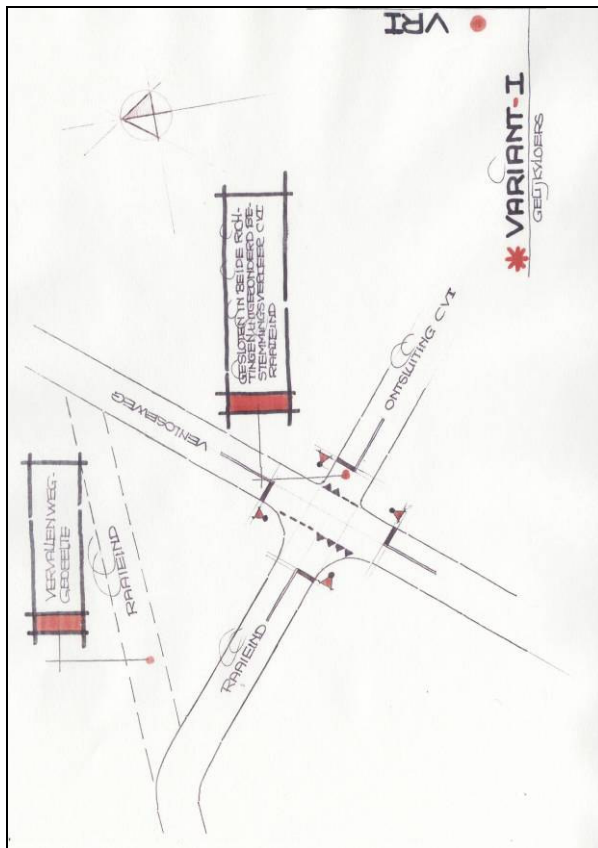 VRI
VARIANT-I
GELIJKVLOERS
GESLOTEN IN BEIDE RICH-
TINGEN UITGEZONDERD BE-
STEMMINGSVERKEER CVI
RAAIEIND
VENLOSEWEG
ONTSLUITING CVI
VERVALLEN WEG-
GEDEELTE
RAAIEIND
RAAIEIND